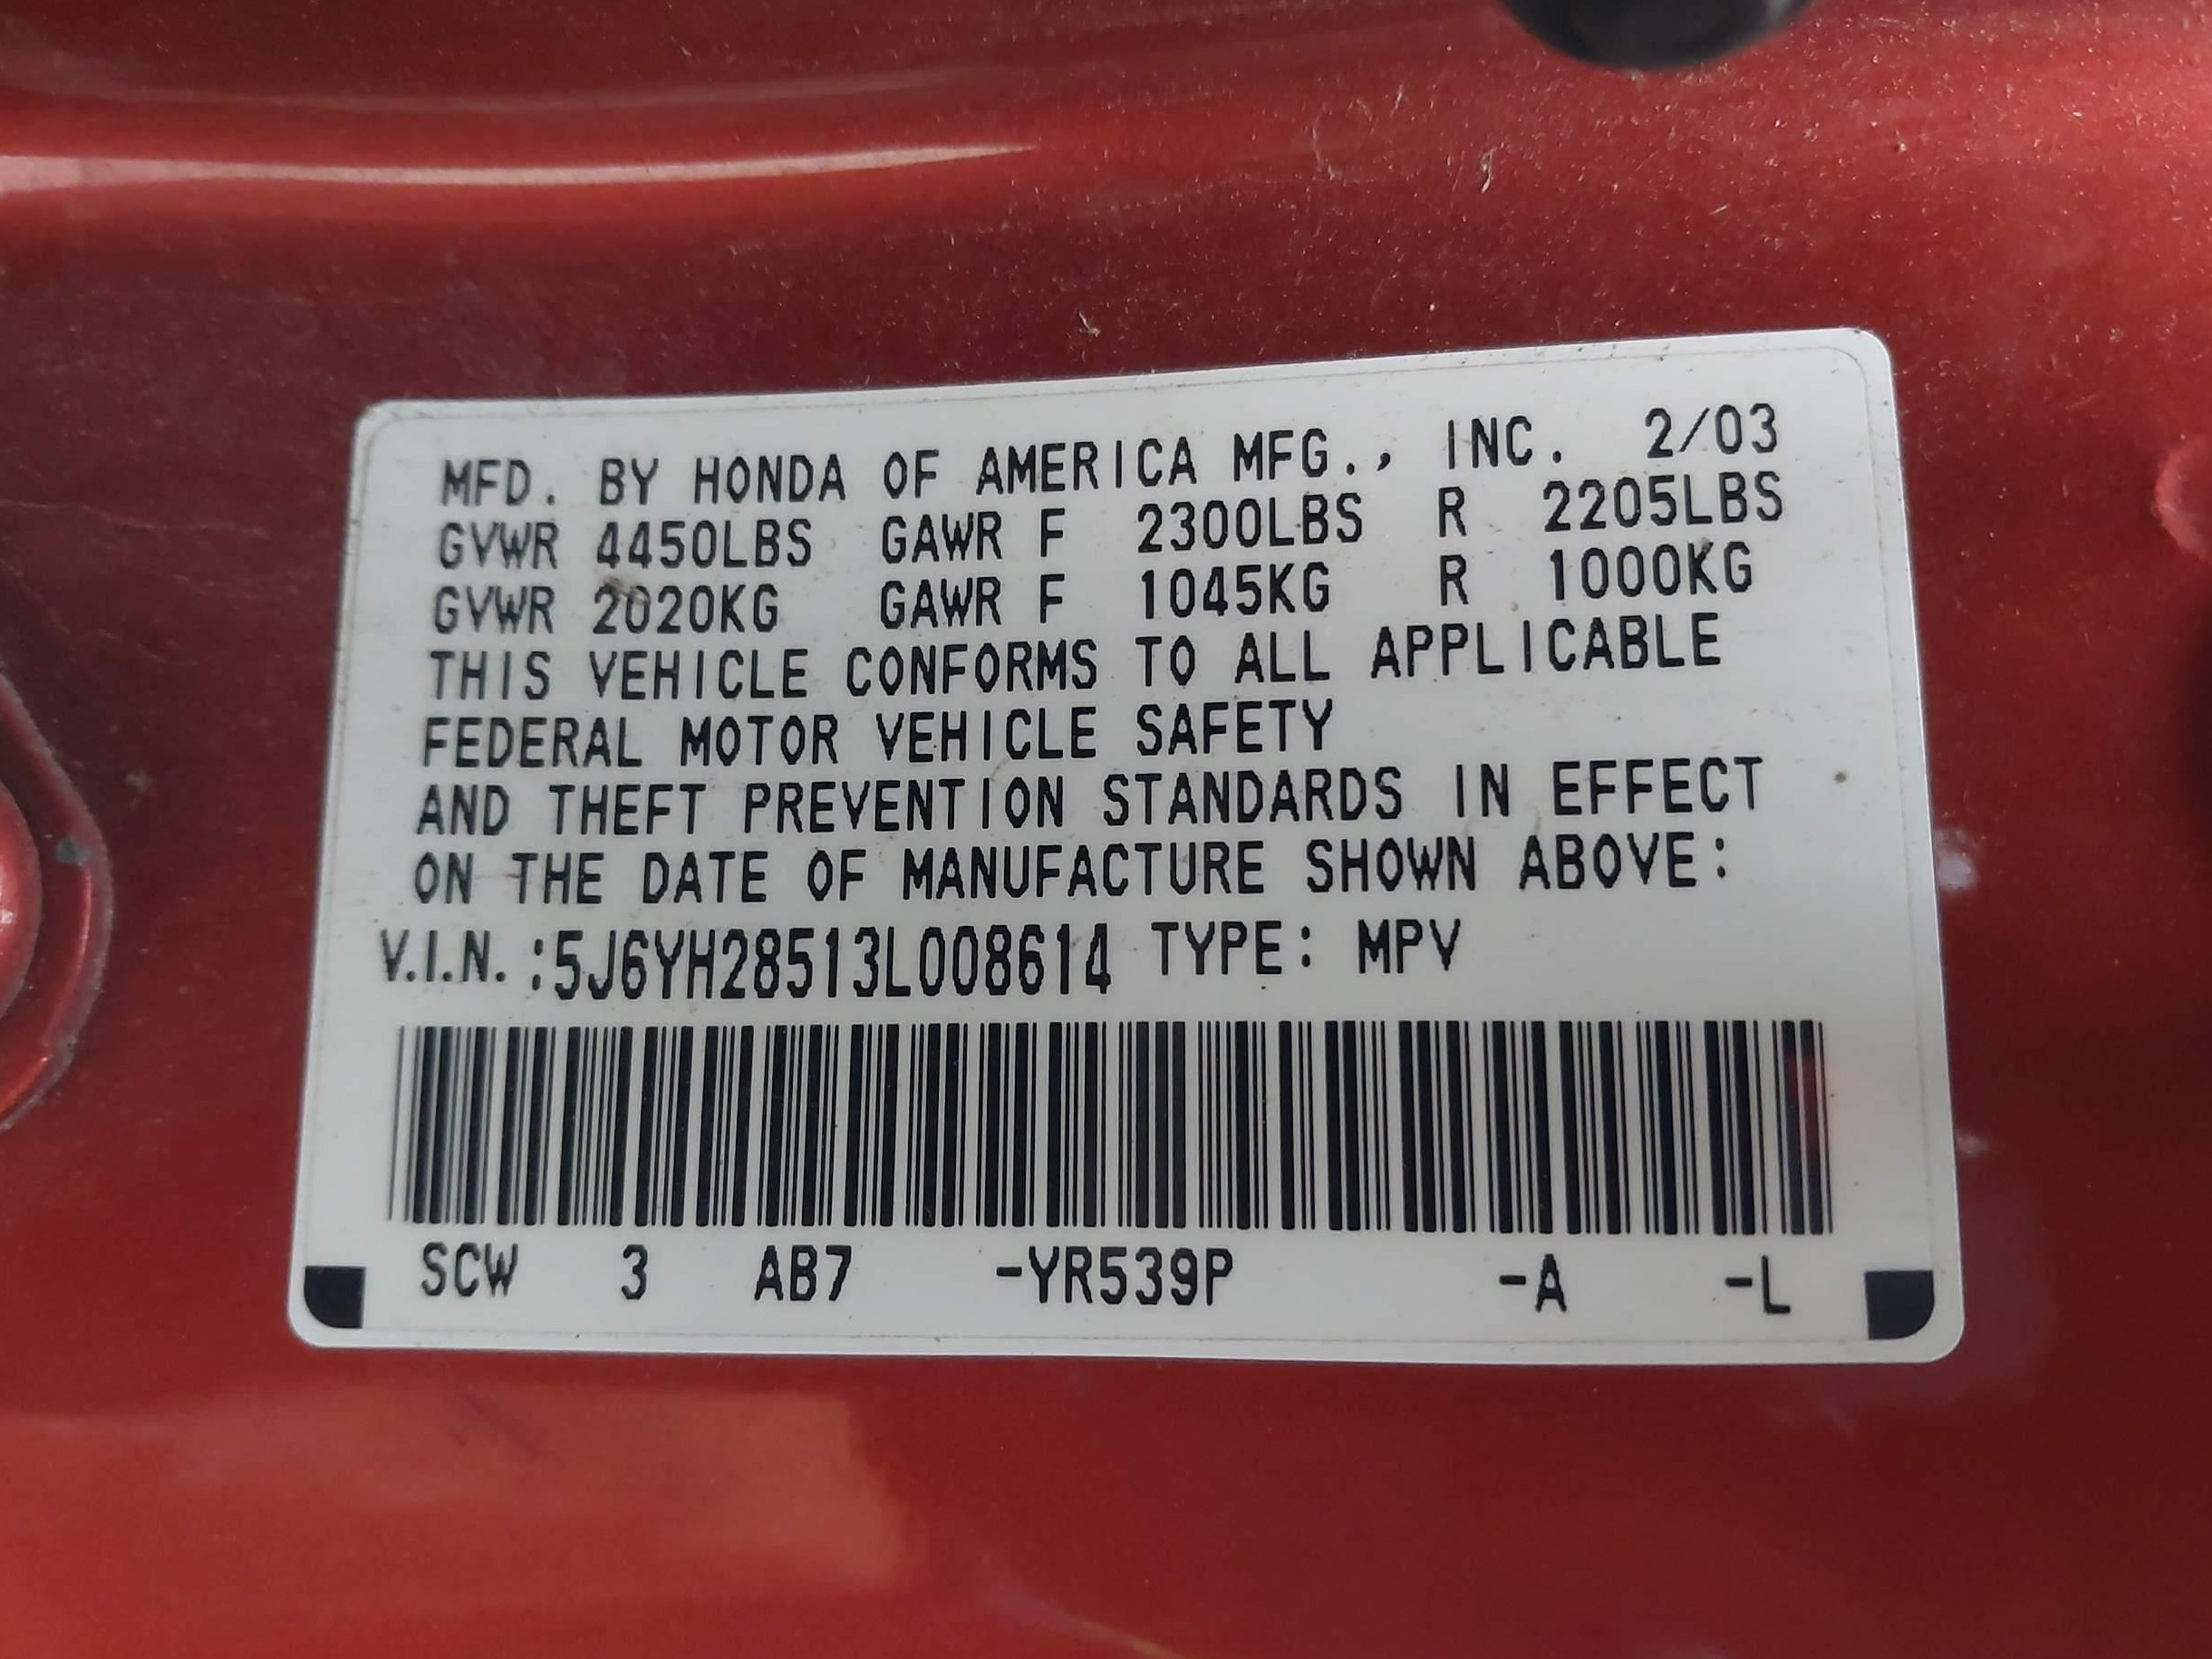 MFD. BY HONDA OF AMERICA MFG., INC. 2/03
GVWR 4450LBS GAWR F 2300LBS R 2205LBS
GVWR 2020KG GAWR F 1045KG R 1000KG
THIS VEHICLE CONFORMS TO ALL APPLICABLE
FEDERAL MOTOR VEHICLE SAFETY
AND THEFT PREVENTION STANDARDS IN EFFECT
ON THE DATE OF MANUFACTURE SHOWN ABOVE:
V.I.N. :5J6YH28513L008614 TYPE: MPV
SCW 3 AB7 -YR539P -A -L